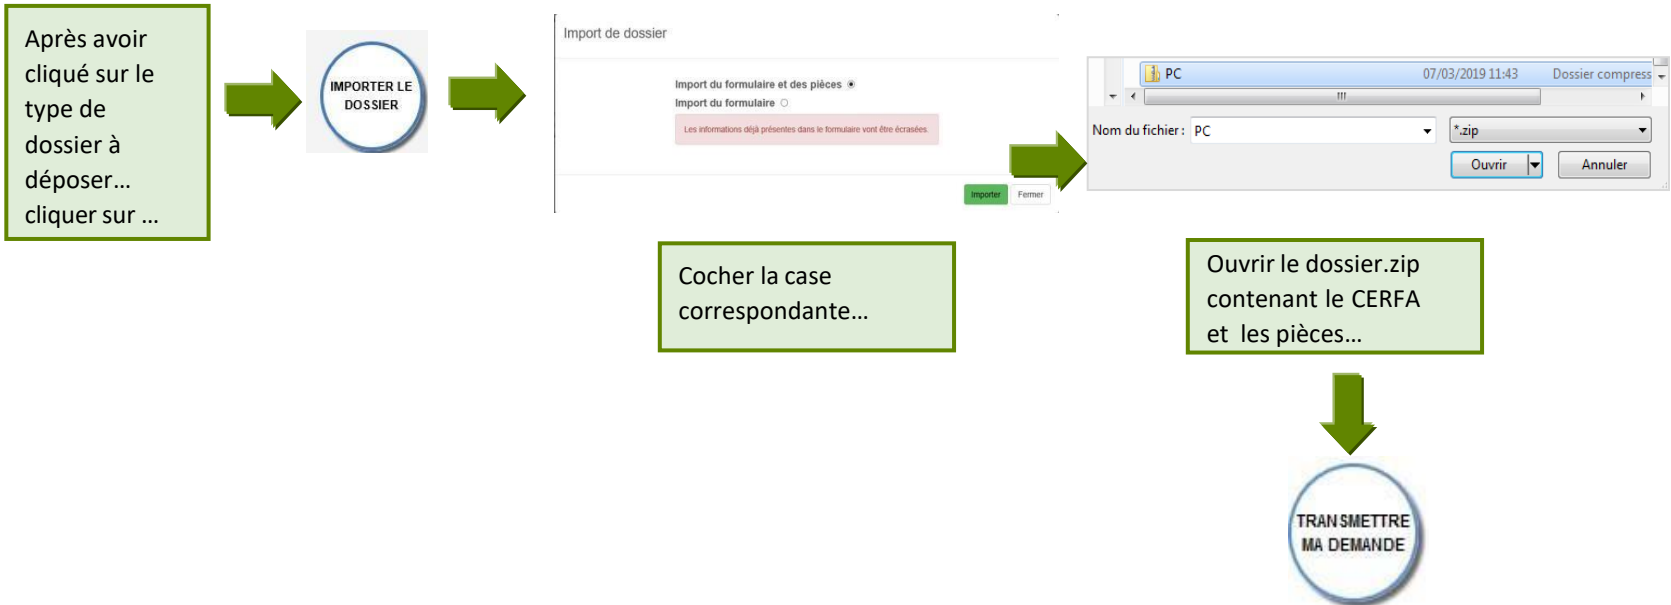 Après avoir
cliqué sur le
type de
dossier à
déposer…
cliquer sur …
IMPORTER LE
DOSSIER
Import de dossier
Import du formulaire et des pièces
Import du formulaire
Les informations déjà présentes dans le formulaire vont être écrasées.
Importer Fermer
PC 07/03/2019 11:43 Dossier compress
Nom du fichier : PC *.zip
Ouvrir Annuler
Cocher la case
correspondante…
Ouvrir le dossier.zip
contenant le CERFA
et les pièces…
TRANSMETTRE
MA DEMANDE